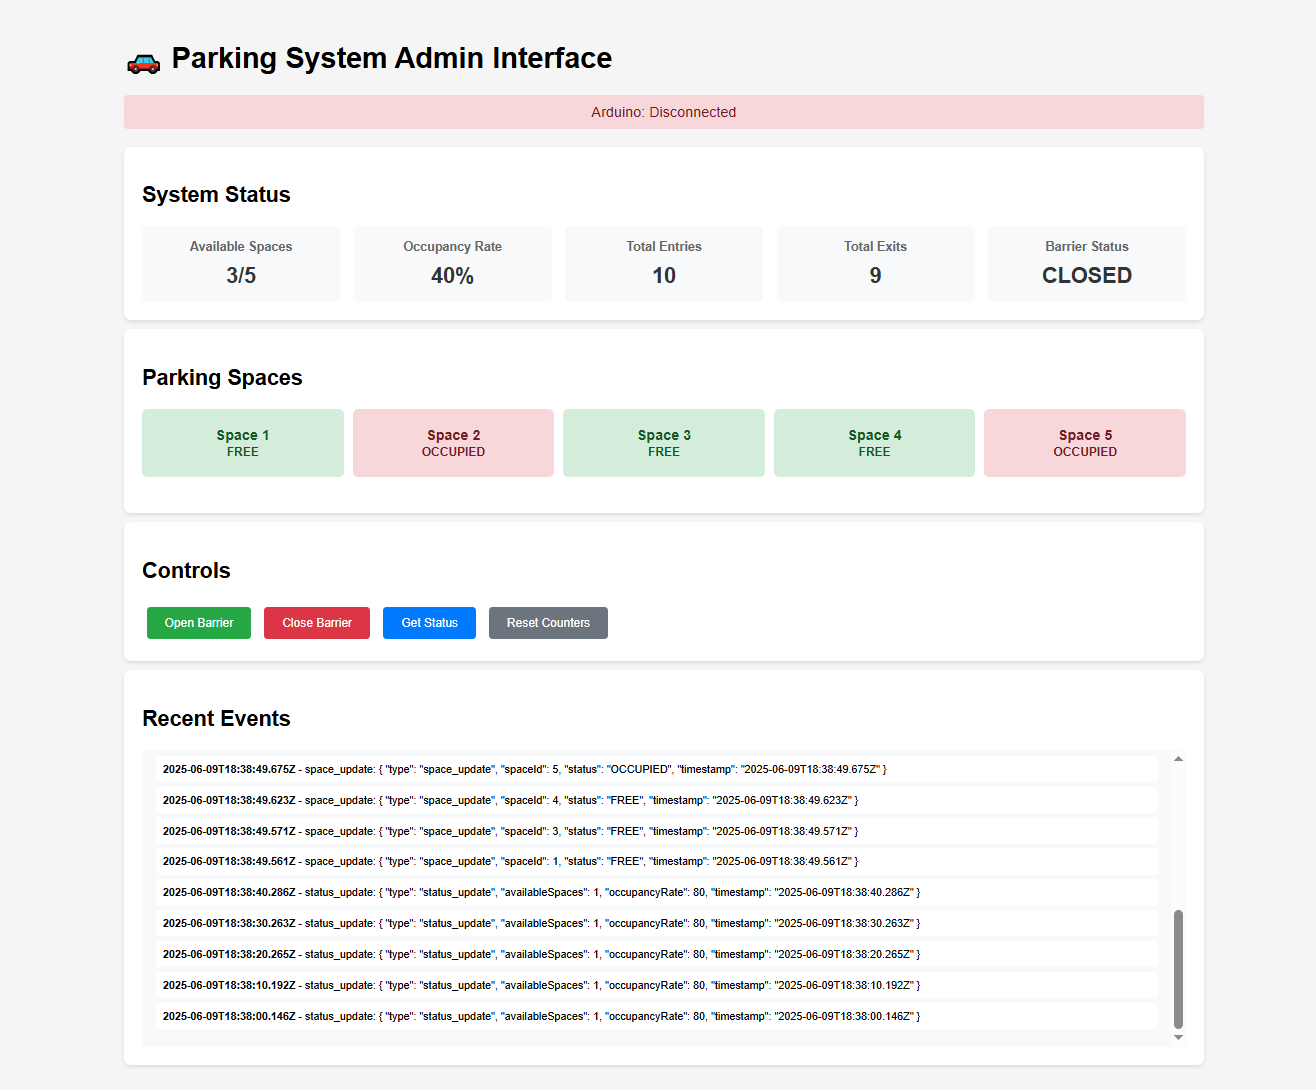 Parking System Admin Interface
Arduino: Disconnected
System Status
Available Spaces
3/5
Occupancy Rate
40%
Total Entries
10
Total Exits
9
Barrier Status
CLOSED
Parking Spaces
Space 1
FREE
Space 2
OCCUPIED
Space 3
FREE
Space 4
FREE
Space 5
OCCUPIED
Controls
Open Barrier
Close Barrier
Get Status
Reset Counters
Recent Events
2025-06-09T18:38:49.675Z - space_update: { "type": "space_update", "spaceId": 5, "status": "OCCUPIED", "timestamp": "2025-06-09T18:38:49.675Z" }
2025-06-09T18:38:49.623Z - space_update: { "type": "space_update", "spaceId": 4, "status": "FREE", "timestamp": "2025-06-09T18:38:49.623Z" }
2025-06-09T18:38:49.571Z - space_update: { "type": "space_update", "spaceId": 3, "status": "FREE", "timestamp": "2025-06-09T18:38:49.571Z" }
2025-06-09T18:38:49.561Z - space_update: { "type": "space_update", "spaceId": 1, "status": "FREE", "timestamp": "2025-06-09T18:38:49.561Z" }
2025-06-09T18:38:40.286Z - status_update: { "type": "status_update", "availableSpaces": 1, "occupancyRate": 80, "timestamp": "2025-06-09T18:38:40.286Z" }
2025-06-09T18:38:30.263Z - status_update: { "type": "status_update", "availableSpaces": 1, "occupancyRate": 80, "timestamp": "2025-06-09T18:38:30.263Z" }
2025-06-09T18:38:20.265Z - status_update: { "type": "status_update", "availableSpaces": 1, "occupancyRate": 80, "timestamp": "2025-06-09T18:38:20.265Z" }
2025-06-09T18:38:10.192Z - status_update: { "type": "status_update", "availableSpaces": 1, "occupancyRate": 80, "timestamp": "2025-06-09T18:38:10.192Z" }
2025-06-09T18:38:00.146Z - status_update: { "type": "status_update", "availableSpaces": 1, "occupancyRate": 80, "timestamp": "2025-06-09T18:38:00.146Z" }